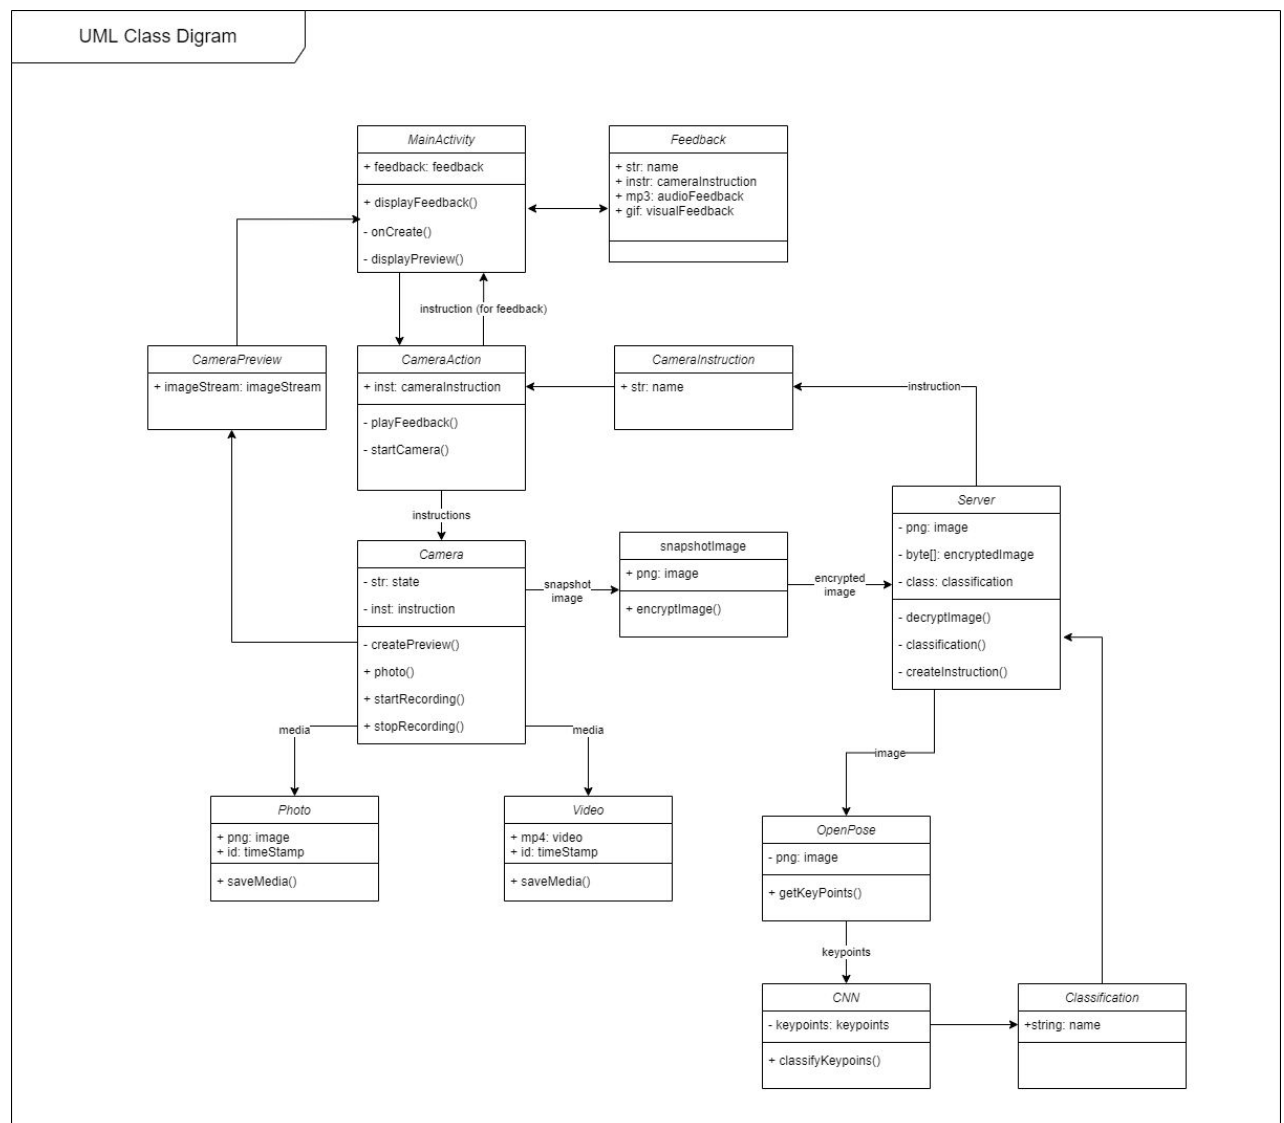 UML Class Digram
MainActivity
+ feedback: feedback
+ displayFeedback()
- onCreate()
- displayPreview()
Feedback
+ str: name
+ instr: cameraInstruction
+ mp3: audioFeedback
+ gif: visualFeedback
instruction (for feedback)
CameraPreview
+ imageStream: imageStream
CameraAction
+ inst: cameraInstruction
- playFeedback()
- startCamera()
CameraInstruction
+ str: name
instruction
instructions
Camera
- str: state
- inst: instruction
- createPreview()
+ photo()
+ startRecording()
+ stopRecording()
snapshot
image
snapshotImage
+ png: image
+ encryptImage()
encrypted
image
Server
- png: image
- byte[]: encryptedImage
- class: classification
- decryptImage()
- classification()
- createInstruction()
media
media
image
Photo
+ png: image
+ id: timeStamp
+ saveMedia()
Video
+ mp4: video
+ id: timeStamp
+ saveMedia()
OpenPose
- png: image
+ getKeyPoints()
keypoints
CNN
- keypoints: keypoints
+ classifyKeypoins()
Classification
+string: name